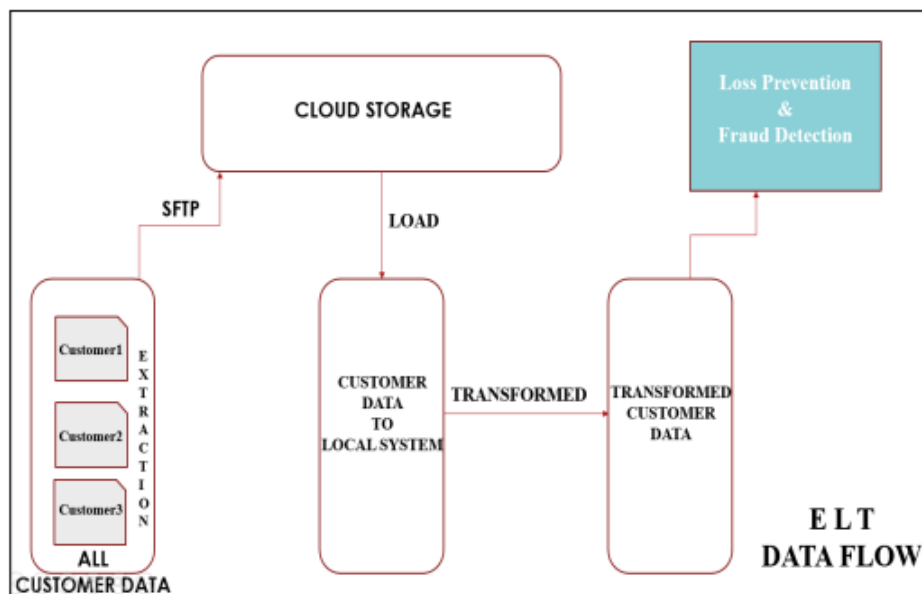 CLOUD STORAGE
Loss Prevention
&
Fraud Detection
SFTP
LOAD
Customer1
Customer2
Customer3
EXTRACTION
ALL
CUSTOMER DATA
CUSTOMER
DATA
TO
LOCAL SYSTEM
TRANSFORMED
TRANSFORMED
CUSTOMER
DATA
E L T
DATA FLOW